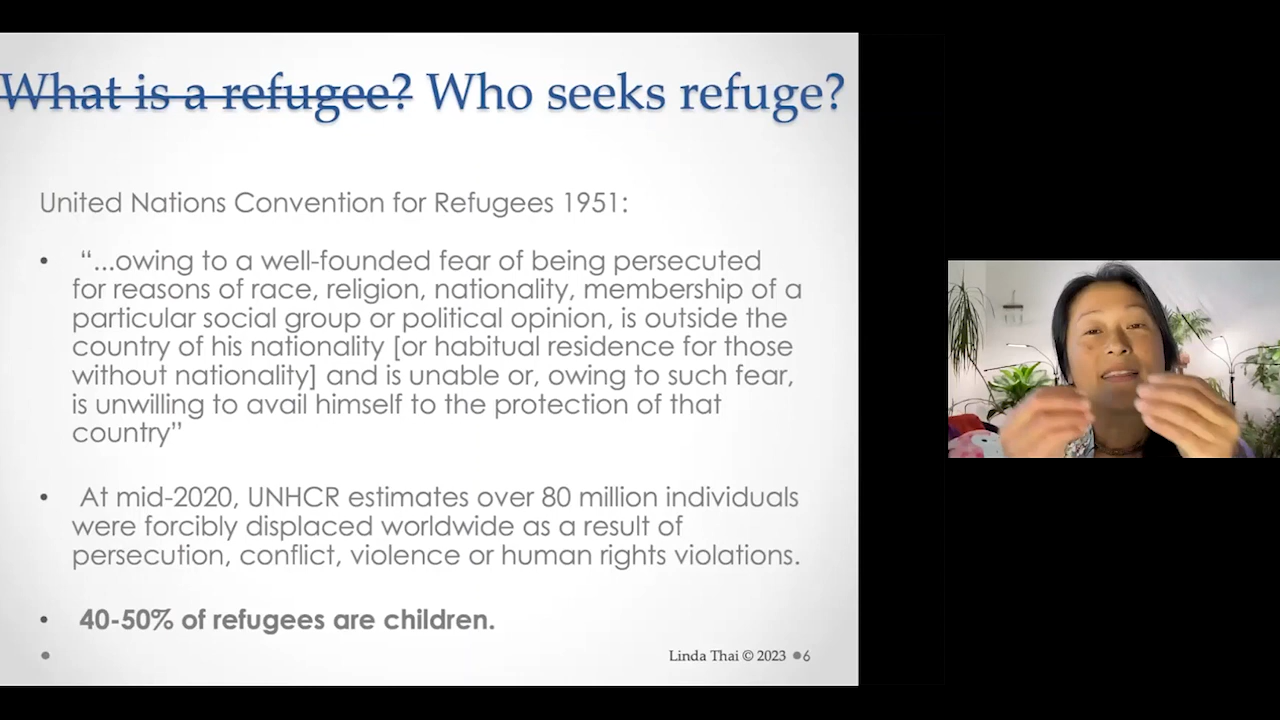 What is a refugee? Who seeks refuge?
United Nations Convention for Refugees 1951:
• “...owing to a well-founded fear of being persecuted
for reasons of race, religion, nationality, membership of a
particular social group or political opinion, is outside the
country of his nationality [or habitual residence for those
without nationality] and is unable or, owing to such fear,
is unwilling to avail himself to the protection of that
country”
• At mid-2020, UNHCR estimates over 80 million individuals
were forcibly displaced worldwide as a result of
persecution, conflict, violence or human rights violations.
• 40-50% of refugees are children.
Linda Thai © 2023 •6